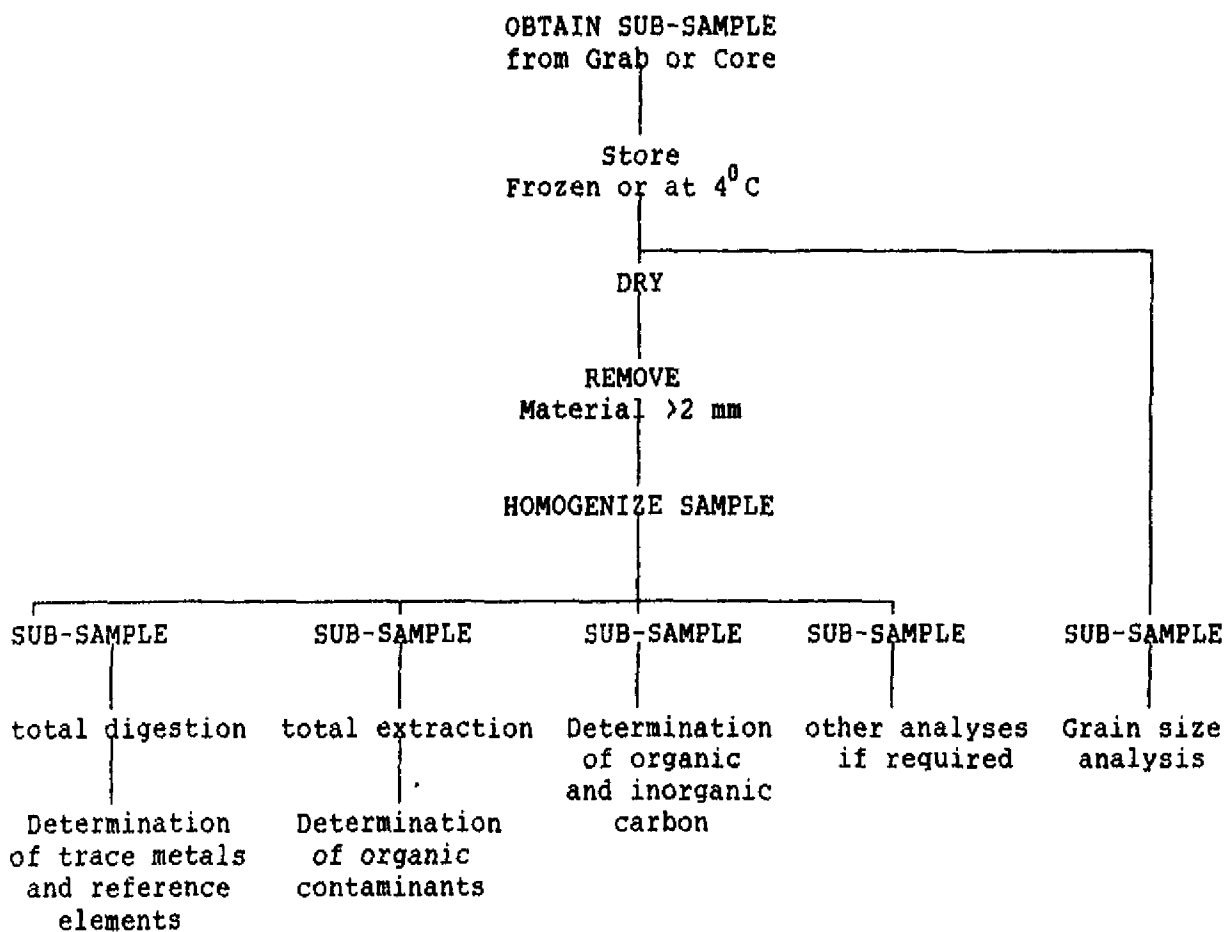 OBTAIN SUB-SAMPLE
from Grab or Core
Store
Frozen or at 4⁰C
DRY
REMOVE
Material >2 mm
HOMOGENIZE SAMPLE
SUB-SAMPLE
total digestion
Determination
of trace metals
and reference
elements
SUB-SAMPLE
total extraction
Determination
of organic
contaminants
SUB-SAMPLE
Determination
of organic
and inorganic
carbon
SUB-SAMPLE
other analyses
if required
SUB-SAMPLE
Grain size
analysis